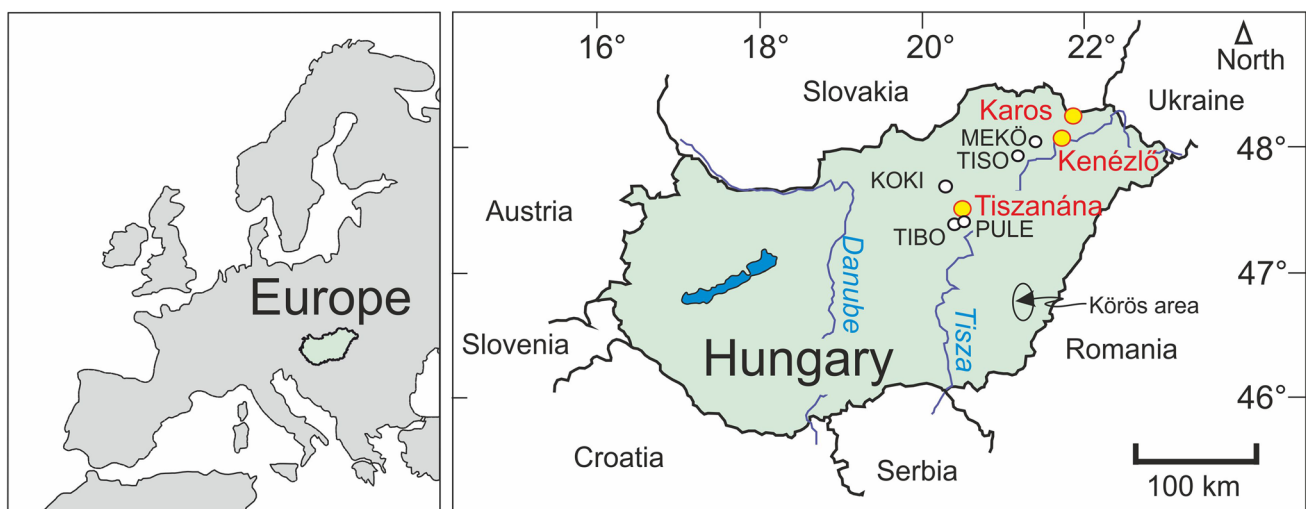 Europe
16°
18°
20°
22°
North
Slovakia
Ukraine
Karos
MEKÖ
TISO
Kenézlő
48°
KOKI
Austria
Tiszanána
TIBO
PULE
Danube
47°
Körös area
Tisza
Slovenia
Hungary
Romania
46°
Croatia
Serbia
100 km